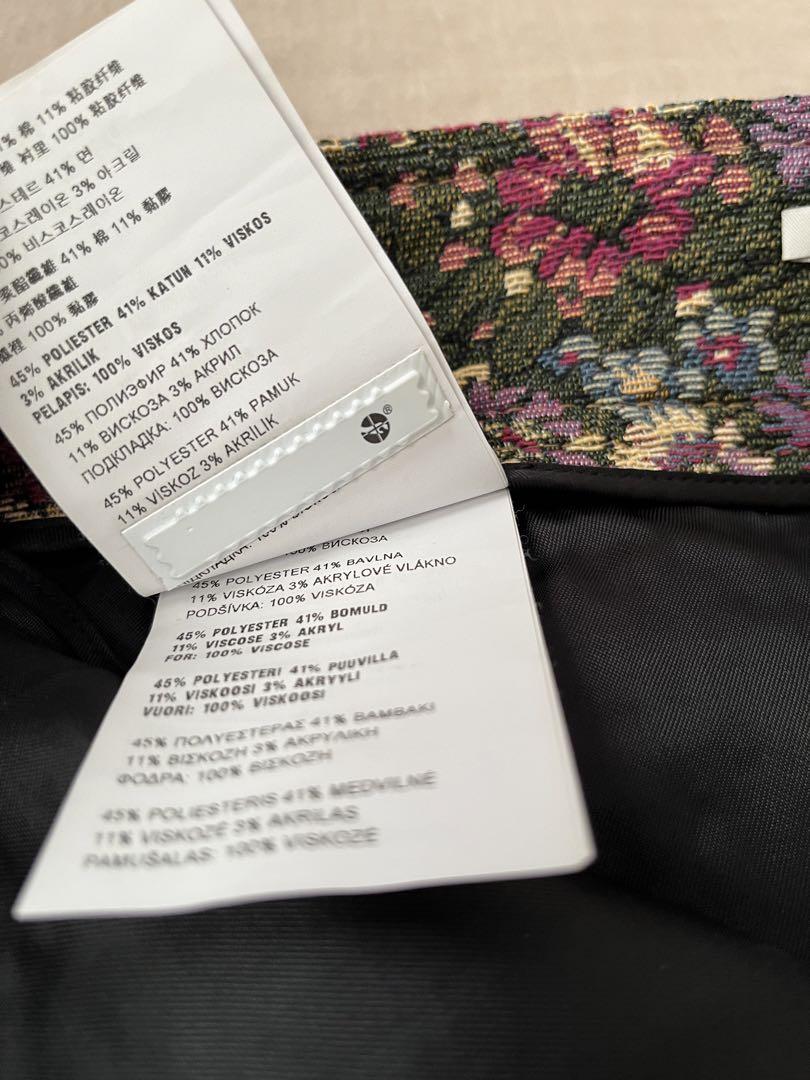 % 棉 11% 粘胶纤维
衬里 100% 粘胶纤维
스테르 41% 면
코스레이온 3% 아크릴
0% 비스코스레이온
41% 棉 11% 黏膠
丙烯酸纖維
裡 100% 黏膠
45% POLIESTER 41% KATUN 11% VISKOS
3% AKRILIK
PELAPIS: 100% VISKOS
45% ПОЛИЭФИР 41% ХЛОПОК
11% ВИСКОЗА 3% АКРИЛ
ПОДКЛАДКА: 100% ВИСКОЗА
45% POLYESTER 41% PAMUK
11% VISKOZ 3% AKRILIK
®
ВИСКОЗА
45% POLYESTER 41% BAVLNA
11% VISKÓZA 3% AKRYLOVÉ VLÁKNO
PODŠÍVKA: 100% VISKÓZA
45% POLYESTER 41% BOMULD
11% VISCOSE 3% AKRYL
FOR: 100% VISCOSE
45% POLYESTERI 41% PUUVILLA
11% VISKOOSI 3% AKRYYLI
VUORI: 100% VISKOOSI
45% ΠΟΛΥΕΣΤΕΡΑΣ 41% ΒΑΜΒΑΚΙ
11% ΒΙΣΚΟΖΗ 3% ΑΚΡΥΛΙΚΗ
ΦΟΔΡΑ: 100% ΒΙΣΚΟΖΗ
45% POLIESTERIS 41% MEDVILNĖ
11% VISKOZĖ 3% AKRILAS
PAMUŠALAS: 100% VISKOZĖ